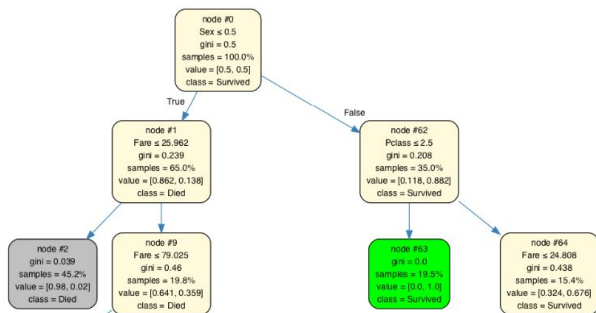 node #0
Sex ≤ 0.5
gini = 0.5
samples = 100.0%
value = [0.5, 0.5]
class = Survived
True
False
node #1
Fare ≤ 25.962
gini = 0.239
samples = 65.0%
value = [0.862, 0.138]
class = Died
node #62
Pclass ≤ 2.5
gini = 0.208
samples = 35.0%
value = [0.118, 0.882]
class = Survived
node #2
gini = 0.039
samples = 45.2%
value = [0.98, 0.02]
class = Died
node #9
Fare ≤ 79.025
gini = 0.46
samples = 19.8%
value = [0.641, 0.359]
class = Died
node #63
gini = 0.0
samples = 19.5%
value = [0.0, 1.0]
class = Survived
node #64
Fare ≤ 24.808
gini = 0.438
samples = 15.4%
value = [0.324, 0.676]
class = Survived